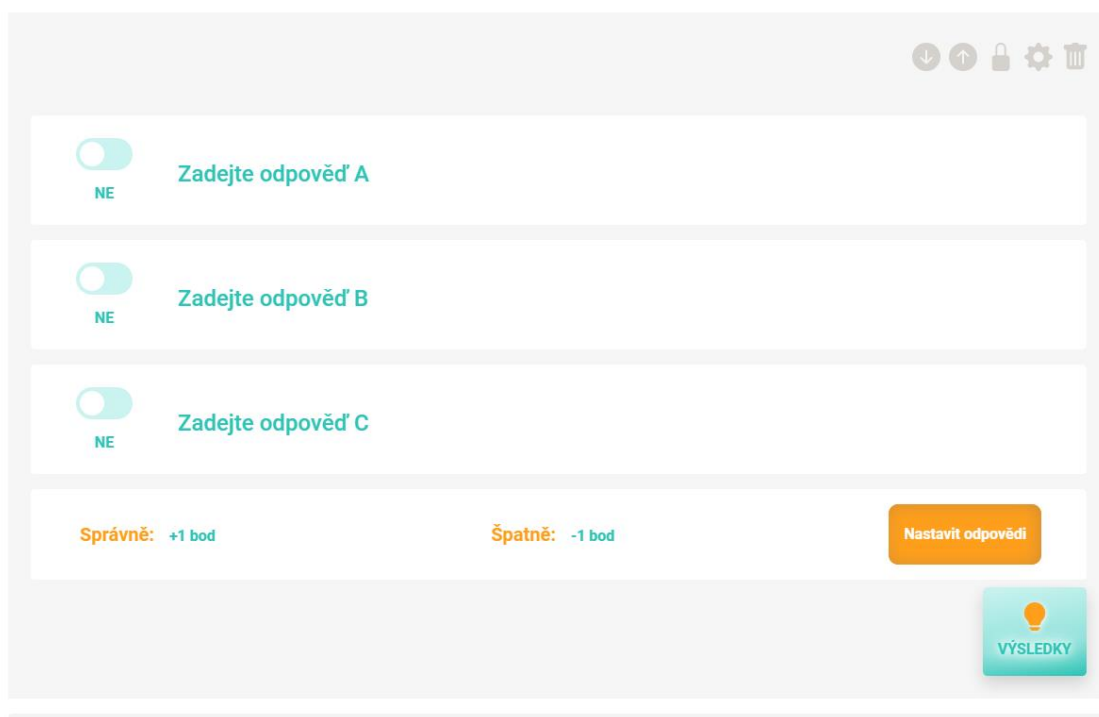 Zadejte odpověď A
NE
Zadejte odpověď B
NE
Zadejte odpověď C
NE
Správně: +1 bod Špatně: -1 bod Nastavit odpovědi
VÝSLEDKY